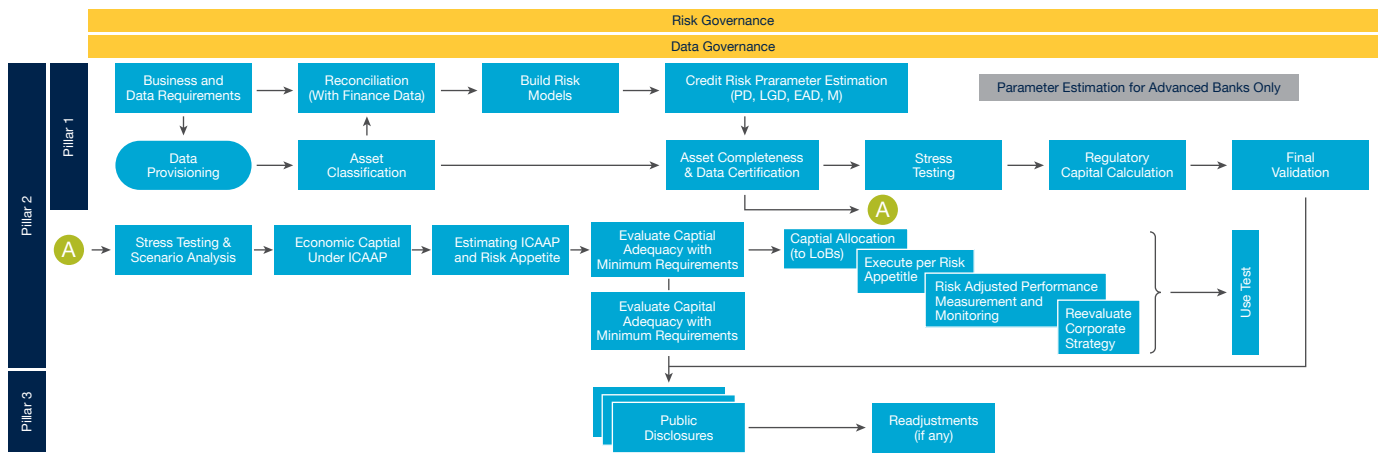 Risk Governance
Data Governance
Pillar 1
Pillar 2
Pillar 3
Business and
Data Requirements
Reconciliation
(With Finance Data)
Build Risk
Models
Credit Risk Prarameter Estimation
(PD, LGD, EAD, M)
Parameter Estimation for Advanced Banks Only
Data
Provisioning
Asset
Classification
Asset Completeness
& Data Certification
Stress
Testing
Regulatory
Capital Calculation
Final
Validation
A
A
Stress Testing &
Scenario Analysis
Economic Captial
Under ICAAP
Estimating ICAAP
and Risk Appetite
Evaluate Captial
Adequacy with
Minimum Requirements
Captial Allocation
(to LoBs)
Execute per Risk
Appetitle
Risk Adjusted Performance
Measurement and
Monitoring
Reevaluate
Corporate
Strategy
Use Test
Evaluate Capital
Adequacy with
Minimum Requirements
Public
Disclosures
Readjustments
(if any)